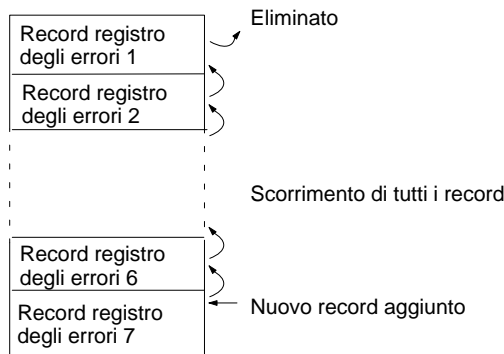 Record registro
degli errori 1
Eliminato
Record registro
degli errori 2
Scorrimento di tutti i record
Record registro
degli errori 6
Record registro
degli errori 7
Nuovo record aggiunto